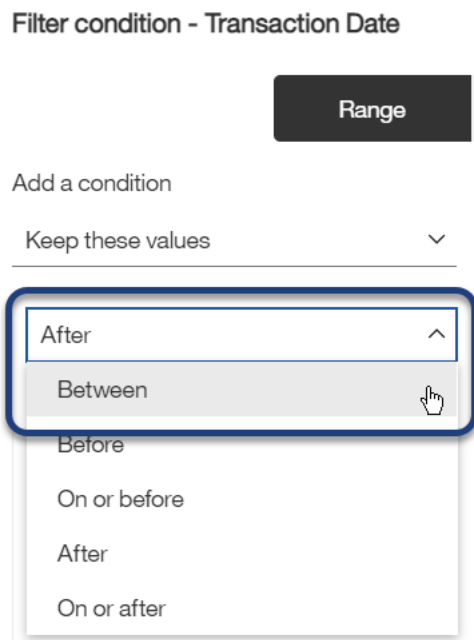 Filter condition - Transaction Date
Range
Add a condition
Keep these values
After
Between
Before
On or before
After
On or after